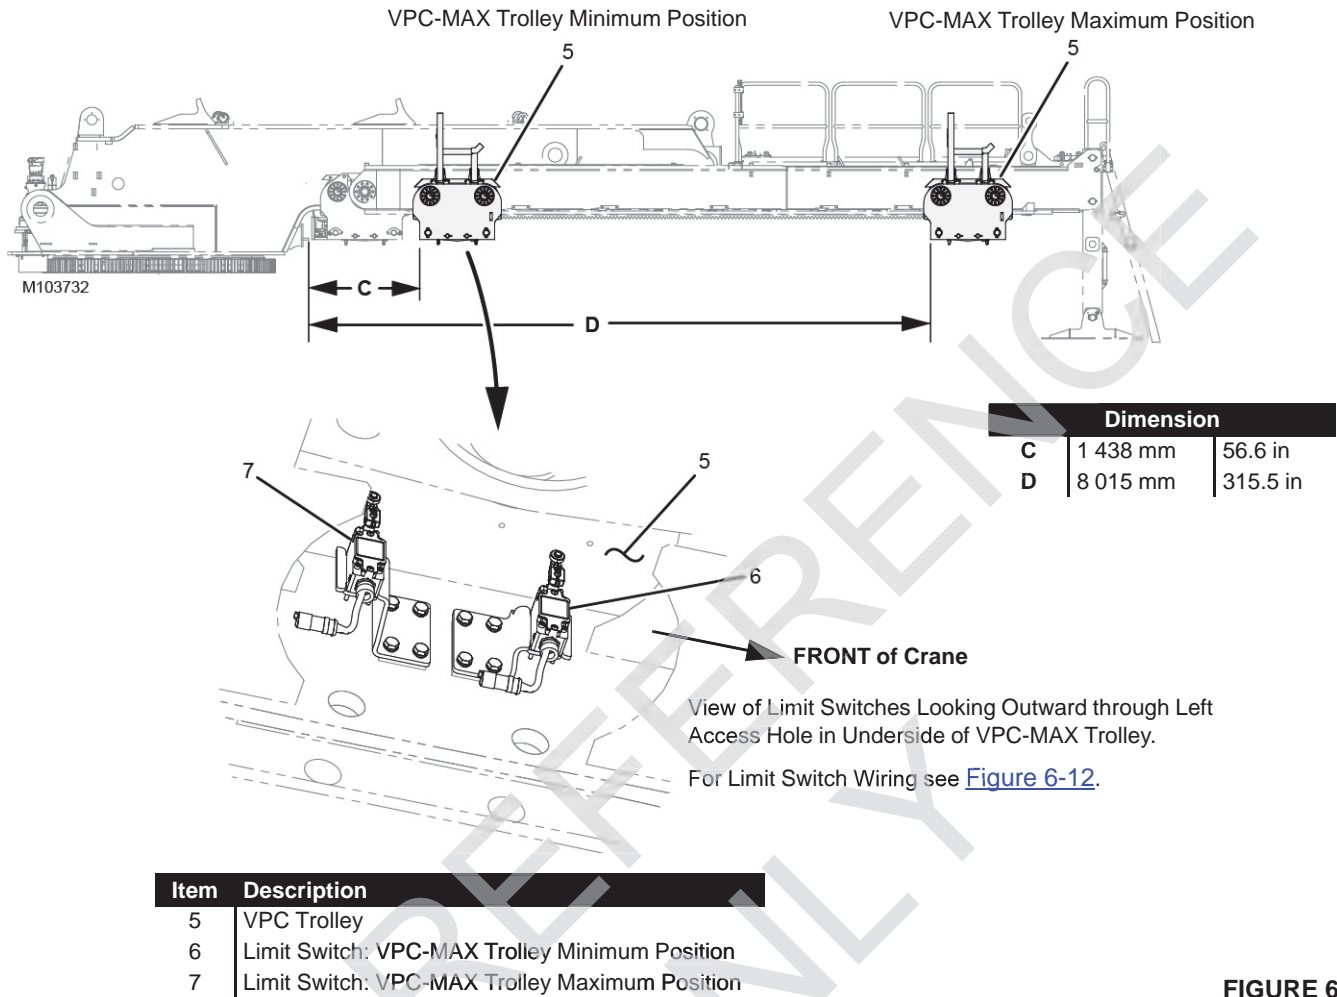 VPC-MAX Trolley Minimum Position
VPC-MAX Trolley Maximum Position
5
5
M103732
C
D
Dimension
C 1 438 mm 56.6 in
D 8 015 mm 315.5 in
7
5
6
FRONT of Crane
View of Limit Switches Looking Outward through Left
Access Hole in Underside of VPC-MAX Trolley.
For Limit Switch Wiring see Figure 6-12.
Item Description
5 VPC Trolley
6 Limit Switch: VPC-MAX Trolley Minimum Position
7 Limit Switch: VPC-MAX Trolley Maximum Position
FIGURE 6
REFERENCE
ONLY